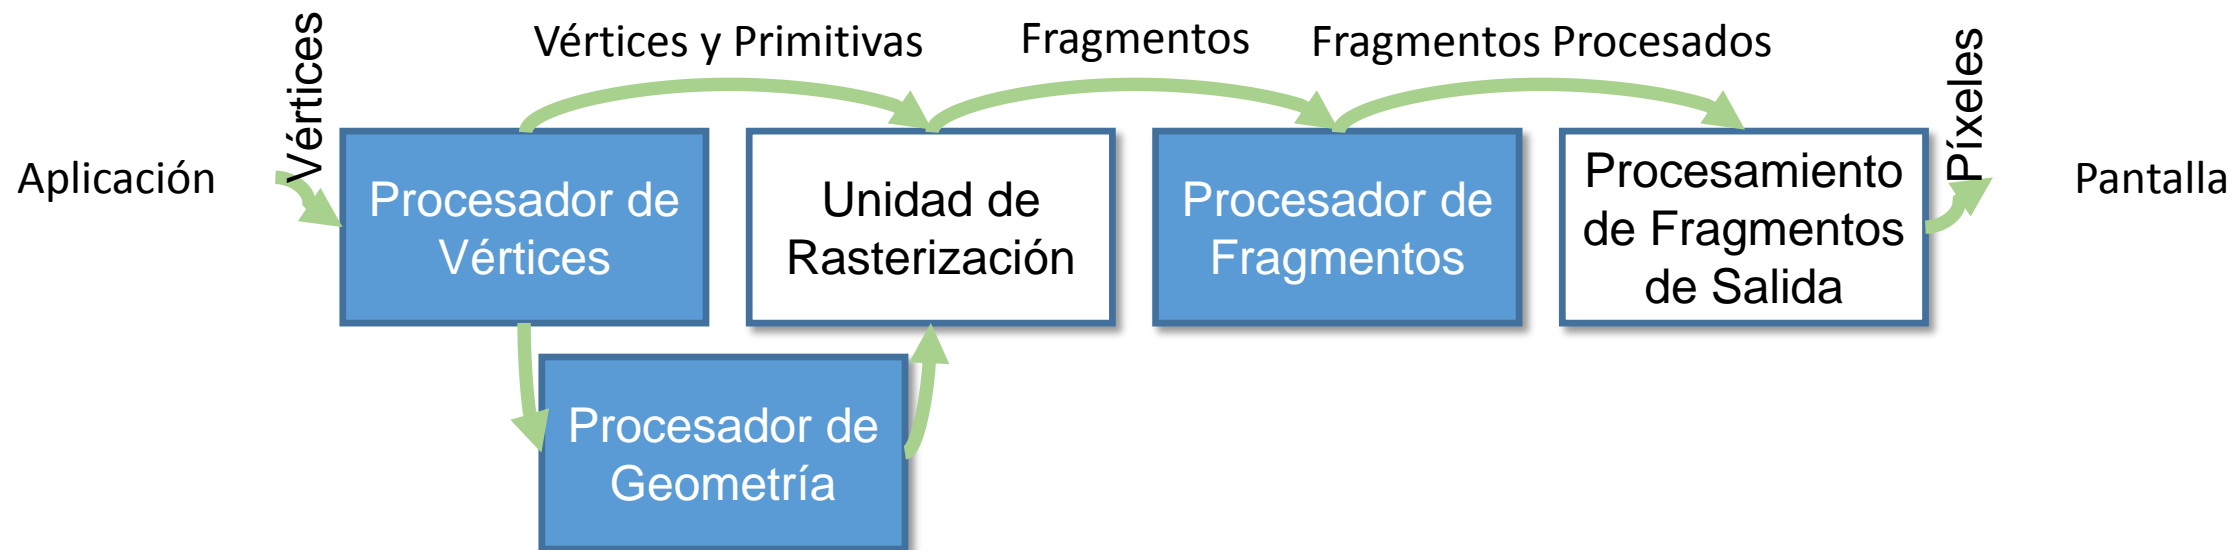 Vértices y Primitivas
Fragmentos
Fragmentos Procesados
Aplicación
Vértices
Procesador de
Vértices
Unidad de
Rasterización
Procesador de
Fragmentos
Procesamiento
de Fragmentos
de Salida
Píxeles
Pantalla
Procesador de
Geometría